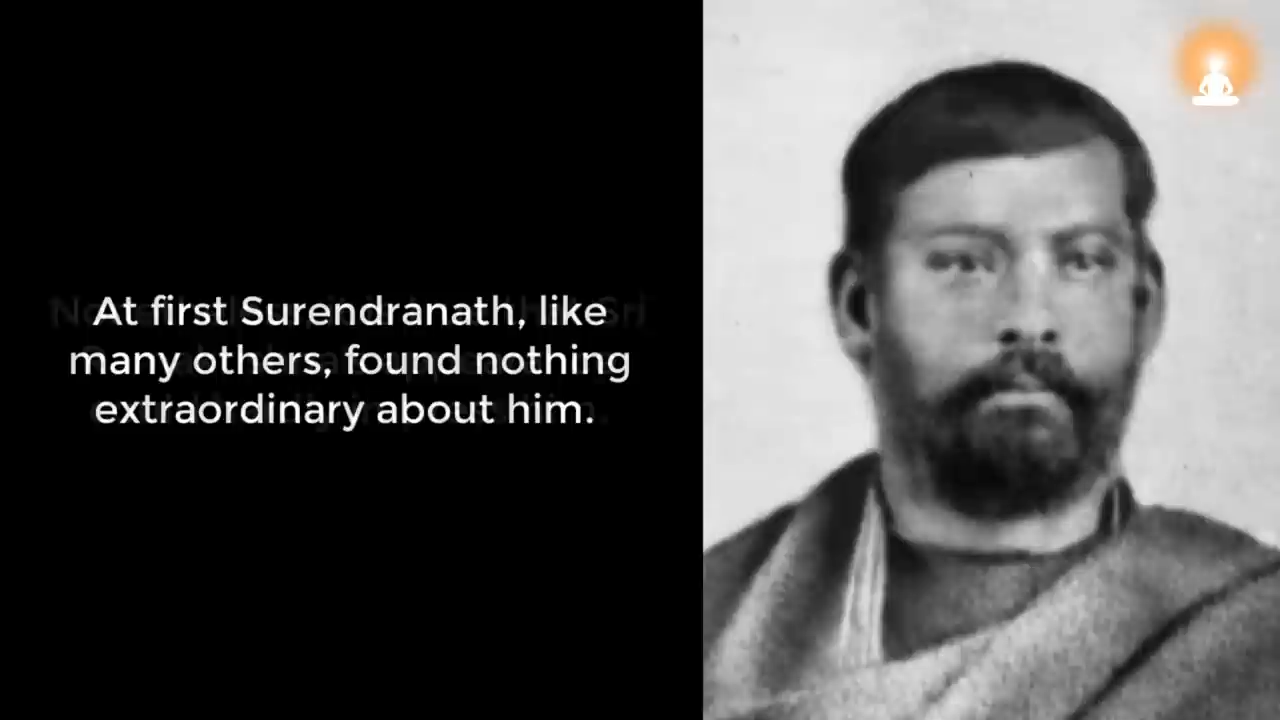 At first Surendranath, like
many others, found nothing
extraordinary about him.